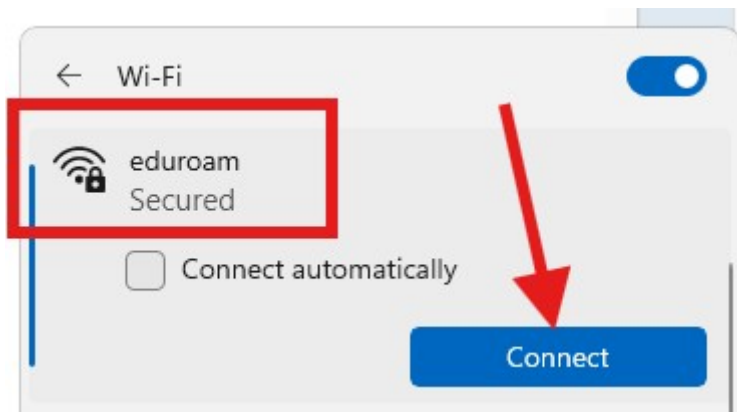 Wi-Fi
eduroam
Secured
Connect automatically
Connect